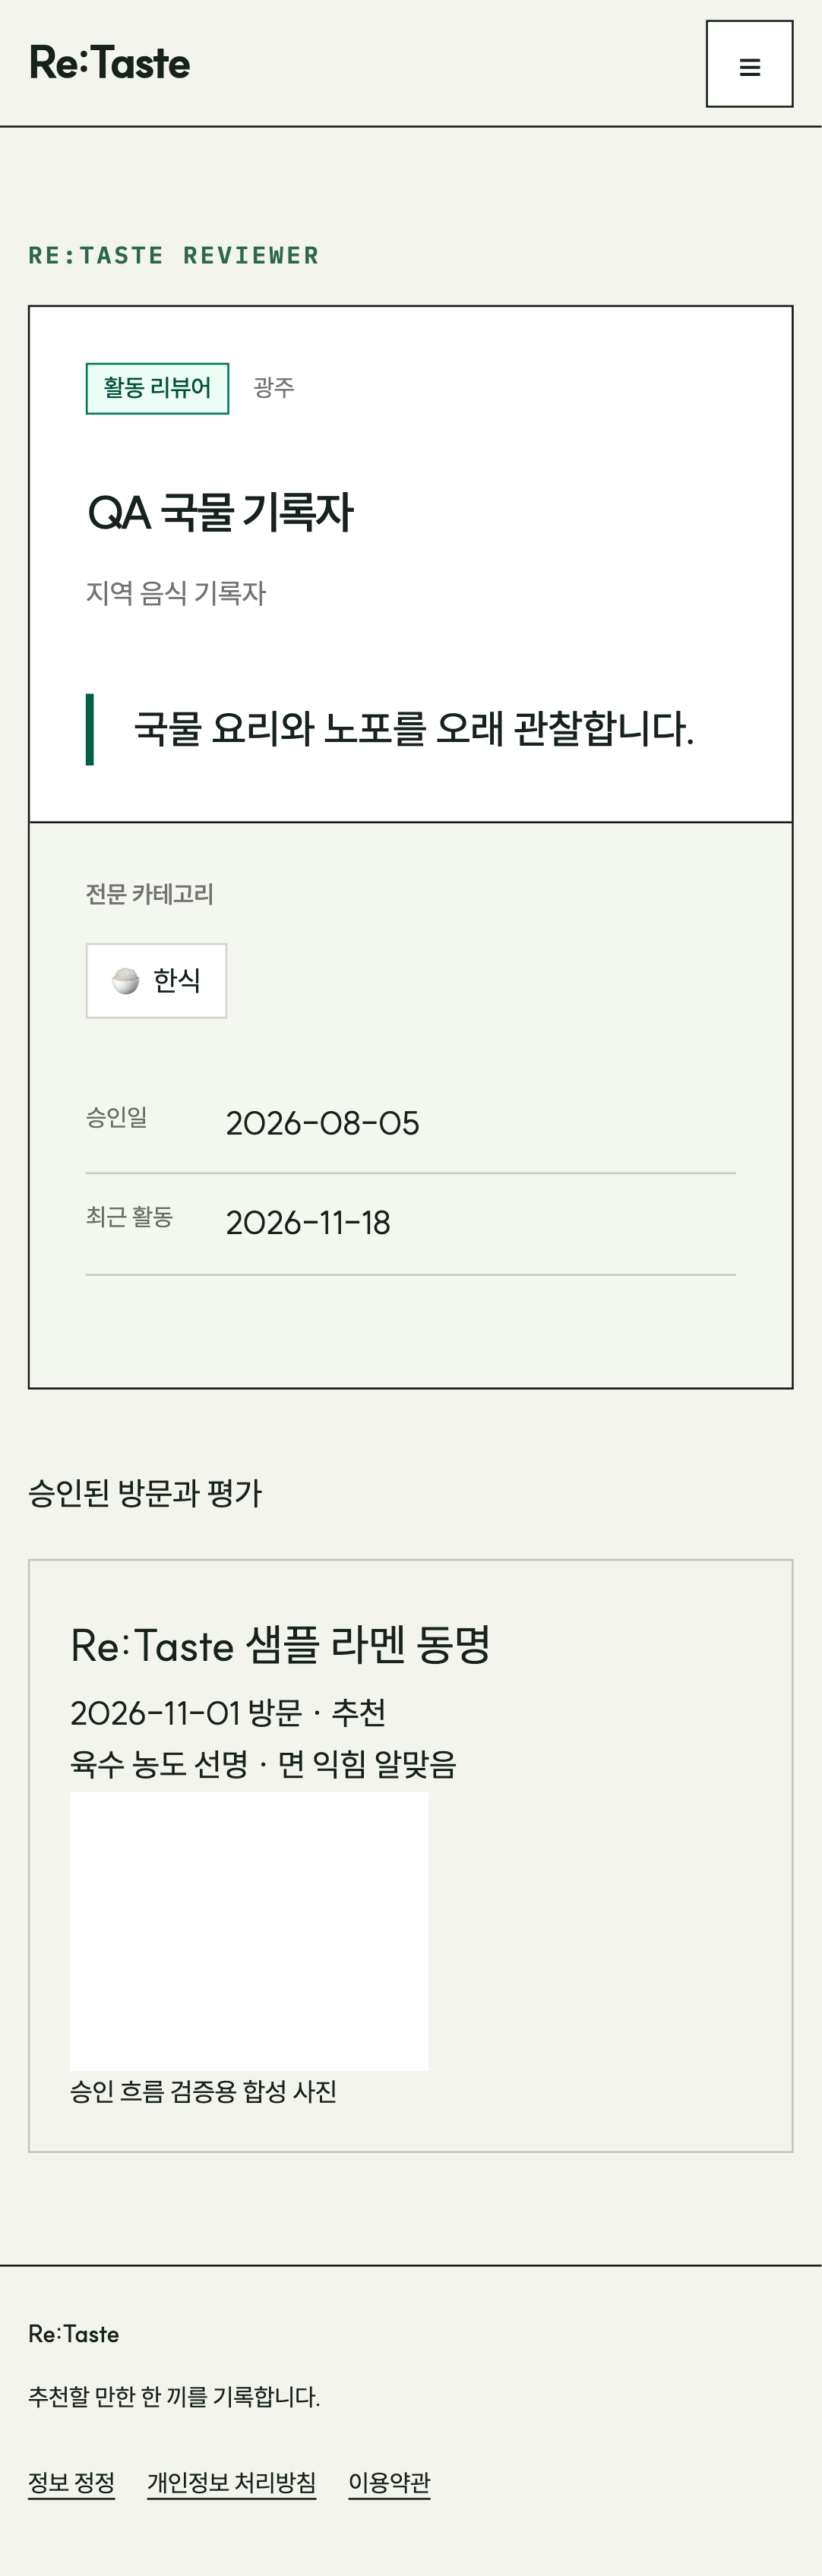 Re:Taste
≡
RE:TASTE REVIEWER
활동 리뷰어 광주
QA 국물 기록자
지역 음식 기록자
국물 요리와 노포를 오래 관찰합니다.
전문 카테고리
🍚 한식
승인일 2026-08-05
최근 활동 2026-11-18
승인된 방문과 평가
Re:Taste 샘플 라멘 동명
2026-11-01 방문 · 추천
육수 농도 선명 · 면 익힘 알맞음
승인 흐름 검증용 합성 사진
Re:Taste
추천할 만한 한 끼를 기록합니다.
정보 정정 개인정보 처리방침 이용약관